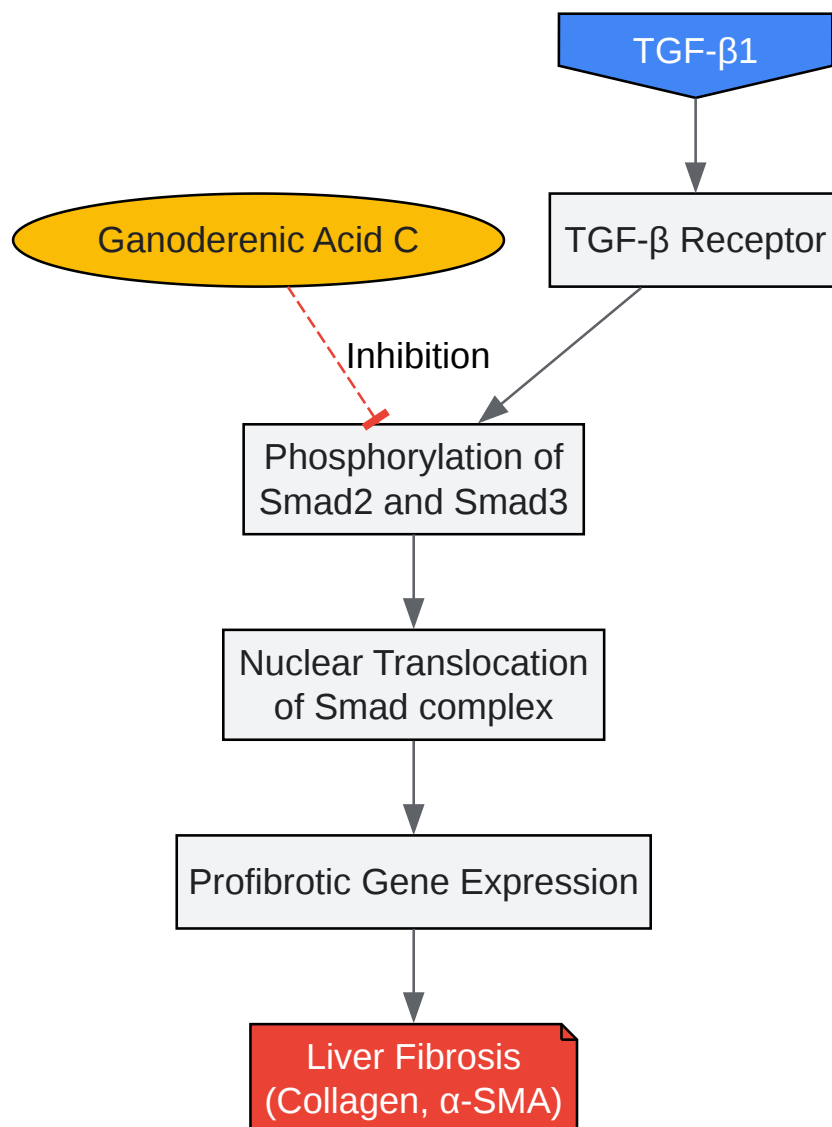 TGF-β1
Ganoderenic Acid C
TGF-β Receptor
Inhibition
Phosphorylation of
Smad2 and Smad3
Nuclear Translocation
of Smad complex
Profibrotic Gene Expression
Liver Fibrosis
(Collagen, α-SMA)